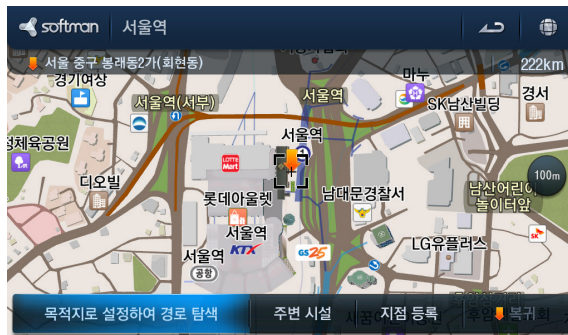 softman 서울역
서울 중구 봉래동2가(회현동)
222km
경기여상
마누
서울역(서부)
서울역
SK남산빌딩
경서
서울역
LOTTE Mart
100m
디오빌
롯데아울렛
남대문경찰서
남산어린이
놀이터앞
서울역
KTX
서울역
공항
GS25
LG유플러스
SK
목적지로 설정하여 경로 탐색
주변 시설
지점 등록
복귀